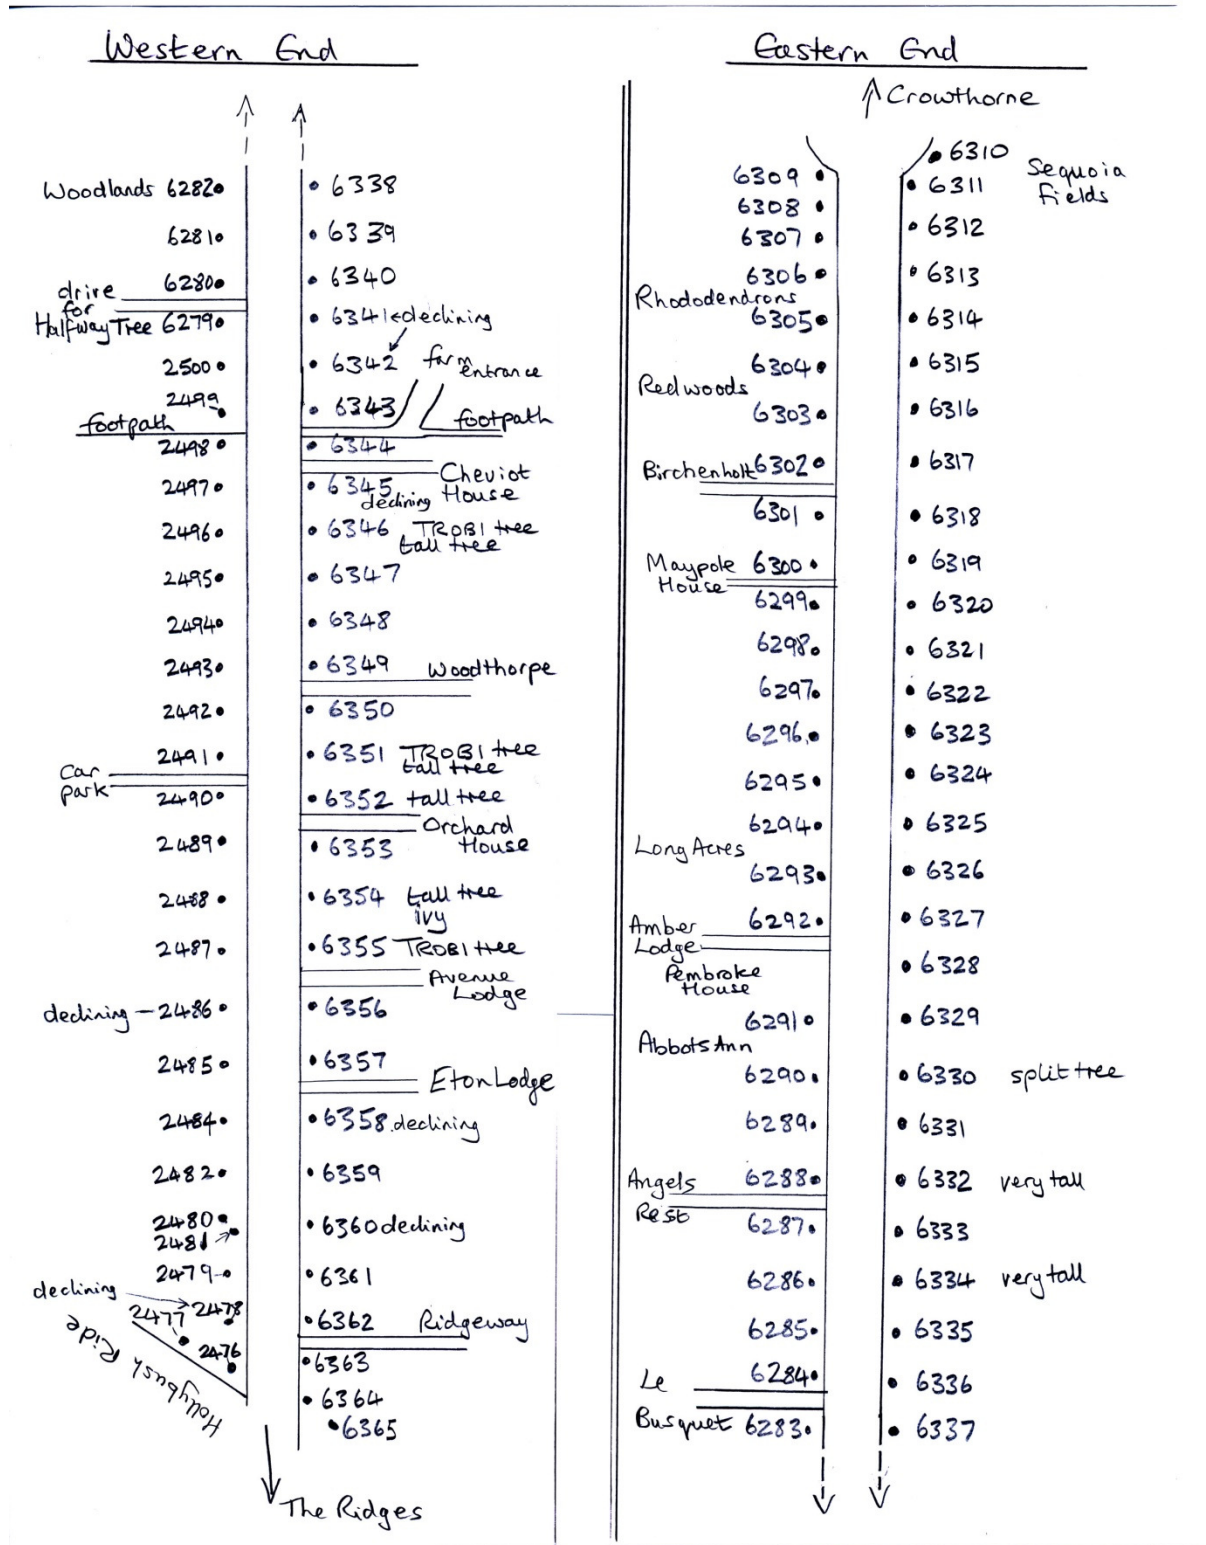 Western End
Woodlands 6282
6281
6280
drive
for
Halfway Tree 6279
2500
2499
footpath
2498
2497
2496
2495
2494
2493
2492
2491
Car
park
2490
2489
2488
2487
declining - 2486
2485
2484
2482
2480
2481
2479
declining
2478
2477
2476
Hollybush Ride
6338
6339
6340
6341 declining
6342 farm
entrance
6343
footpath
6344
Cheviot
House
6345
declining
6346 TROBI tree
tall tree
6347
6348
6349 Woodthorpe
6350
6351 TROBI tree
tall tree
6352 tall tree
Orchard
House
6353
6354 tall tree
ivy
6355 TROBI tree
Avenue
Lodge
6356
6357
Eton Lodge
6358 declining
6359
6360 declining
6361
6362 Ridgeway
6363
6364
6365
The Ridges
Eastern End
Crowthorne
6309
6308
6307
6306
Rhododendrons
6305
6304
Redwoods
6303
Birchenholt 6302
6301
Maypole 6300
House
6299
6298
6297
6296
6295
6294
Long Acres
6293
6292
Amber
Lodge
Pembroke
House
6291
Abbots Ann
6290
6289
Angels 6288
Rest
6287
6286
6285
6284
Le
Busquet 6283
6310
Sequoia
Fields
6311
6312
6313
6314
6315
6316
6317
6318
6319
6320
6321
6322
6323
6324
6325
6326
6327
6328
6329
6330 split tree
6331
6332 very tall
6333
6334 very tall
6335
6336
6337